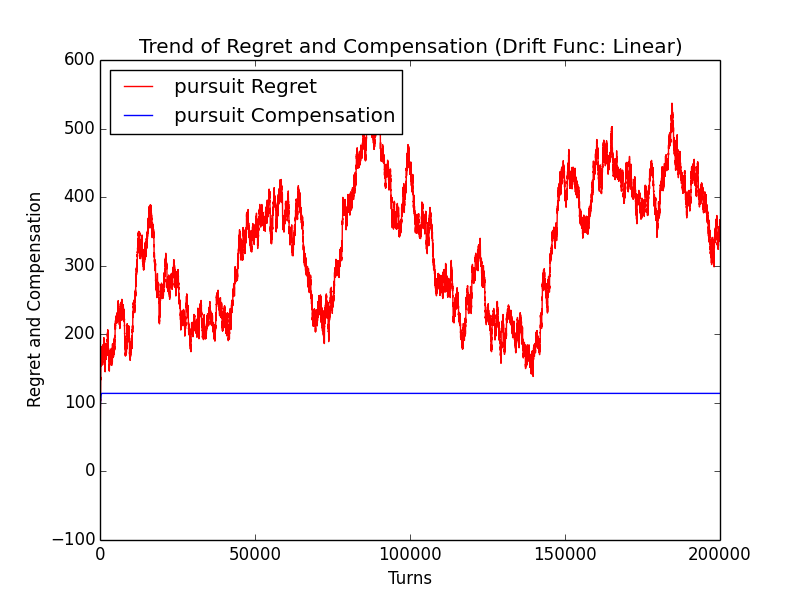 Trend of Regret and Compensation (Drift Func: Linear)
600
500
400
300
200
100
0
−100
pursuit Regret
pursuit Compensation
Regret and Compensation
0 50000 100000 150000 200000
Turns